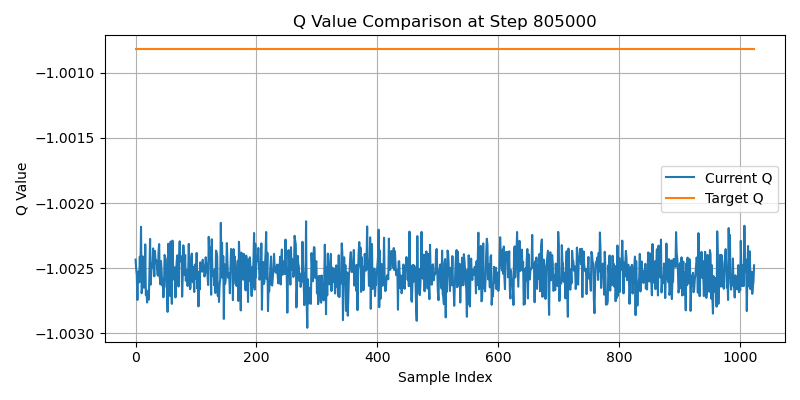 Q Value Comparison at Step 805000
Q Value
−1.0010
−1.0015
−1.0020
−1.0025
−1.0030
Current Q
Target Q
0
200
400
600
800
1000
Sample Index